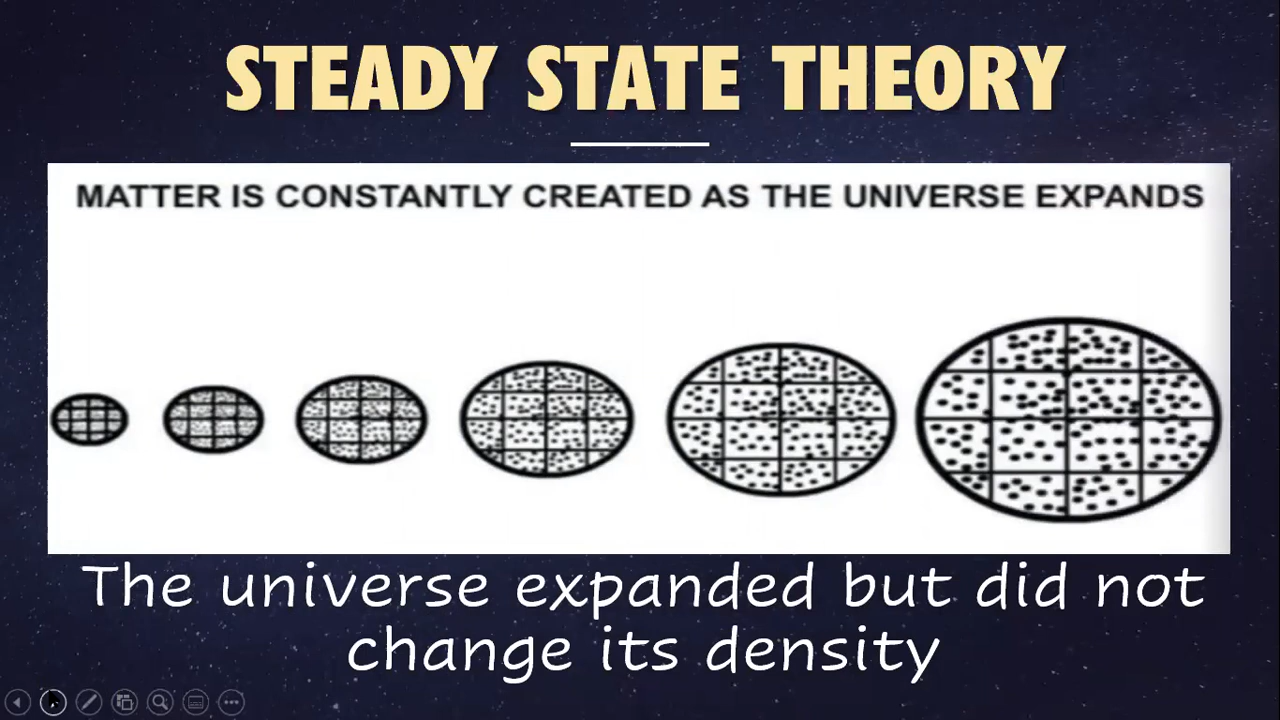 STEADY STATE THEORY
MATTER IS CONSTANTLY CREATED AS THE UNIVERSE EXPANDS
The universe expanded but did not
change its density